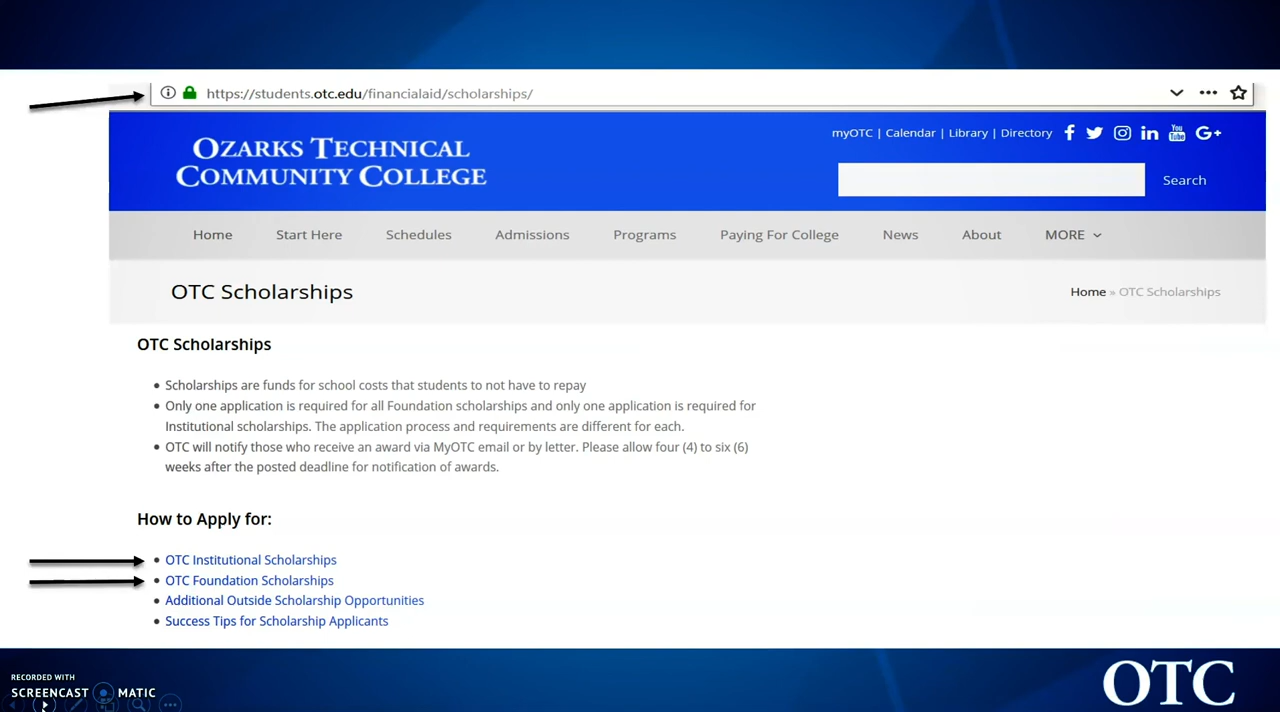 https://students.otc.edu/financialaid/scholarships/
OZARKS TECHNICAL
COMMUNITY COLLEGE
myOTC | Calendar | Library | Directory
You
Tube
G+
Search
Home Start Here Schedules Admissions Programs Paying For College News About MORE
OTC Scholarships
Home » OTC Scholarships
OTC Scholarships
• Scholarships are funds for school costs that students to not have to repay
• Only one application is required for all Foundation scholarships and only one application is required for
Institutional scholarships. The application process and requirements are different for each.
• OTC will notify those who receive an award via MyOTC email or by letter. Please allow four (4) to six (6)
weeks after the posted deadline for notification of awards.
How to Apply for:
• OTC Institutional Scholarships
• OTC Foundation Scholarships
• Additional Outside Scholarship Opportunities
• Success Tips for Scholarship Applicants
RECORDED WITH
SCREENCAST MATIC
OTC